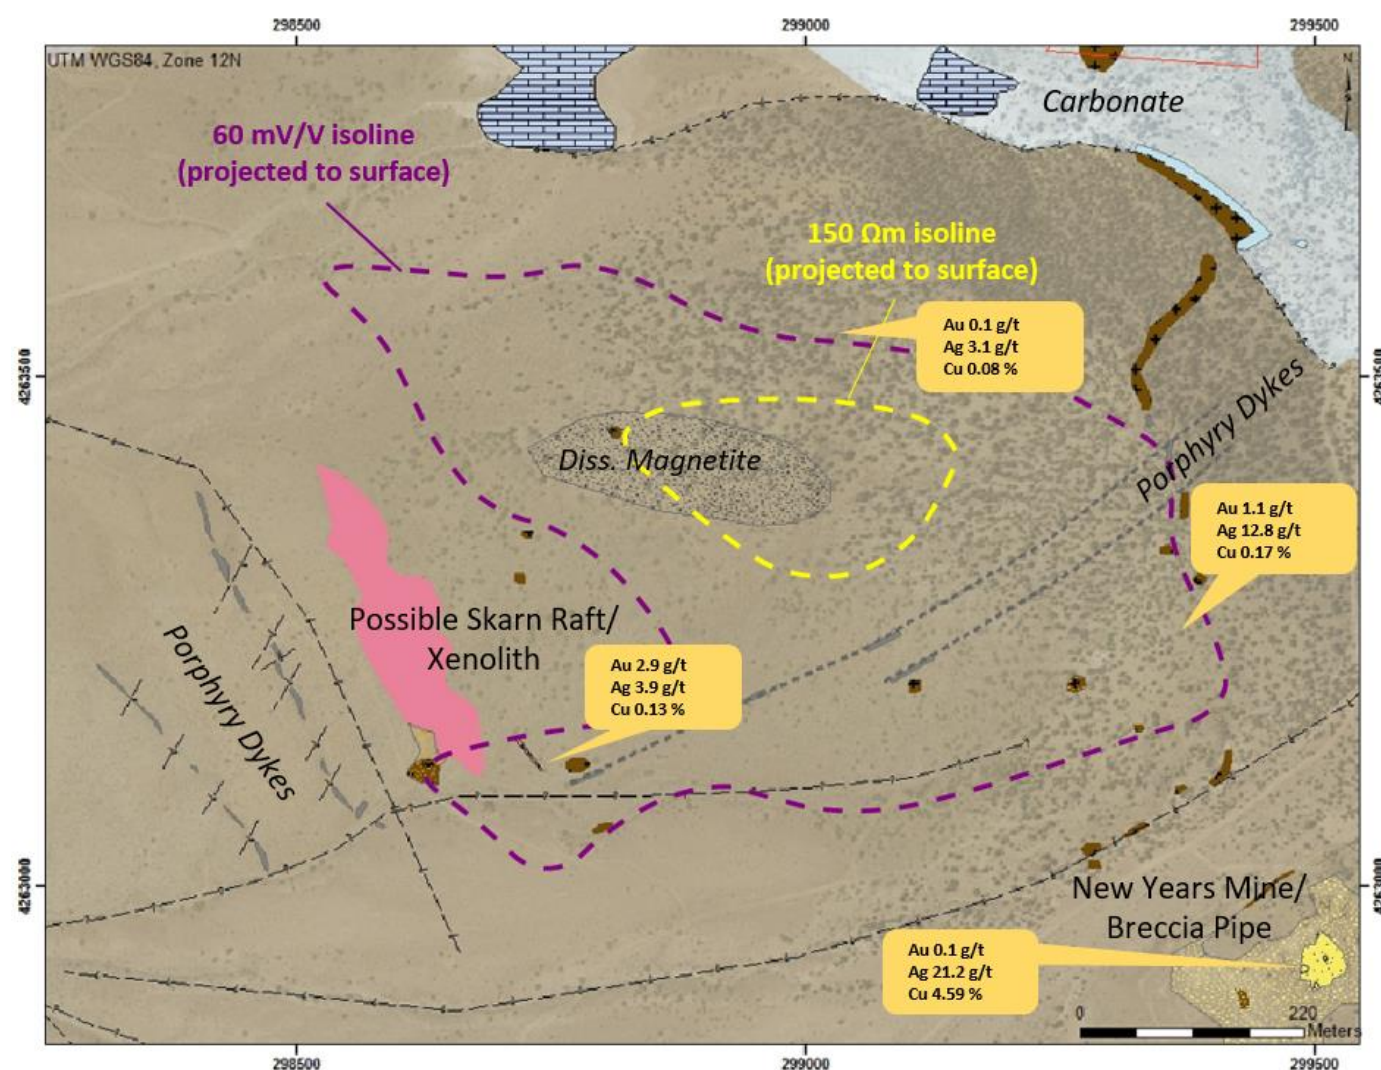 298500
299000
299500
UTM WGS84, Zone 12N
N
Carbonate
60 mV/V isoline
(projected to surface)
150 Ωm isoline
(projected to surface)
Au 0.1 g/t
Ag 3.1 g/t
Cu 0.08 %
4263500
4263500
Porphyry Dykes
Diss. Magnetite
Au 1.1 g/t
Ag 12.8 g/t
Cu 0.17 %
Possible Skarn Raft/
Xenolith
Porphyry Dykes
Au 2.9 g/t
Ag 3.9 g/t
Cu 0.13 %
4263000
4263000
New Years Mine/
Breccia Pipe
Au 0.1 g/t
Ag 21.2 g/t
Cu 4.59 %
0
220
Meters
298500
299000
299500